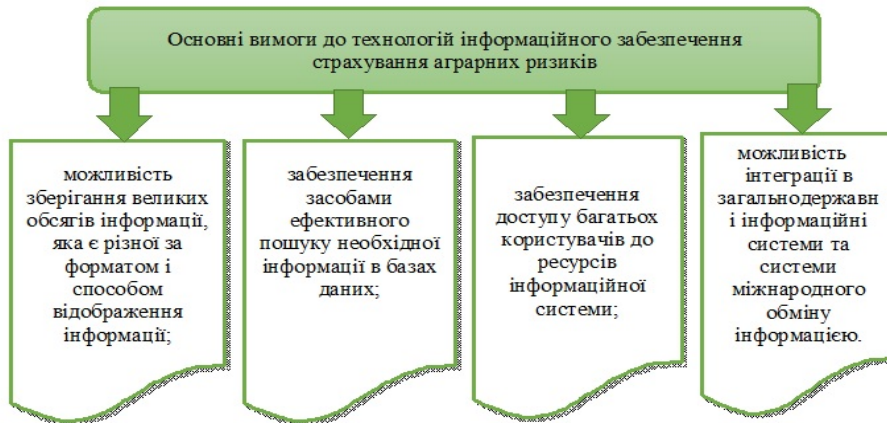 Основні вимоги до технологій інформаційного забезпечення
страхування аграрних ризиків
можливість
зберігання великих
обсягів інформації,
яка є різної за
форматом і
способом
відображення
інформації;
забезпечення
засобами
ефективного
пошуку необхідної
інформації в базах
даних;
забезпечення
доступу багатьох
користувачів до
ресурсів
інформаційної
системи;
можливість
інтеграції в
загальнодержавн
і інформаційні
системи та
системи
міжнародного
обміну
інформацією.